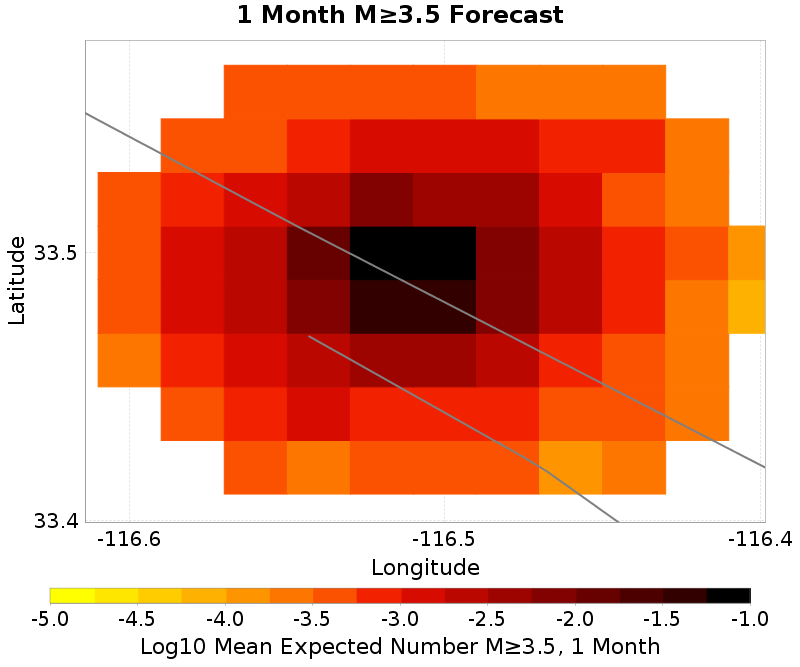 1 Month M≥3.5 Forecast
Latitude
33.5
33.4
-116.6 -116.5 -116.4
Longitude
-5.0 -4.5 -4.0 -3.5 -3.0 -2.5 -2.0 -1.5 -1.0
Log10 Mean Expected Number M≥3.5, 1 Month